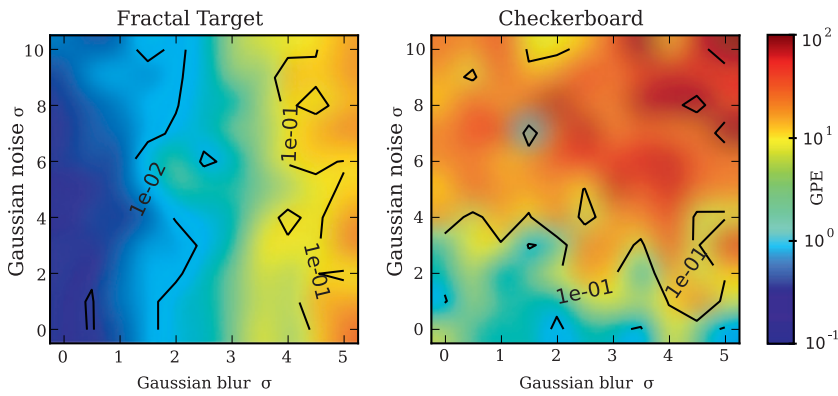 Fractal Target
Checkerboard
10
8
6
4
2
0
Gaussian noise σ
1e-01
1e-02
1e-01
0 1 2 3 4 5
Gaussian blur σ
10
8
6
4
2
0
Gaussian noise σ
1e-01
1e-01
0 1 2 3 4 5
Gaussian blur σ
10^2
10^1
10^0
10^-1
GPE